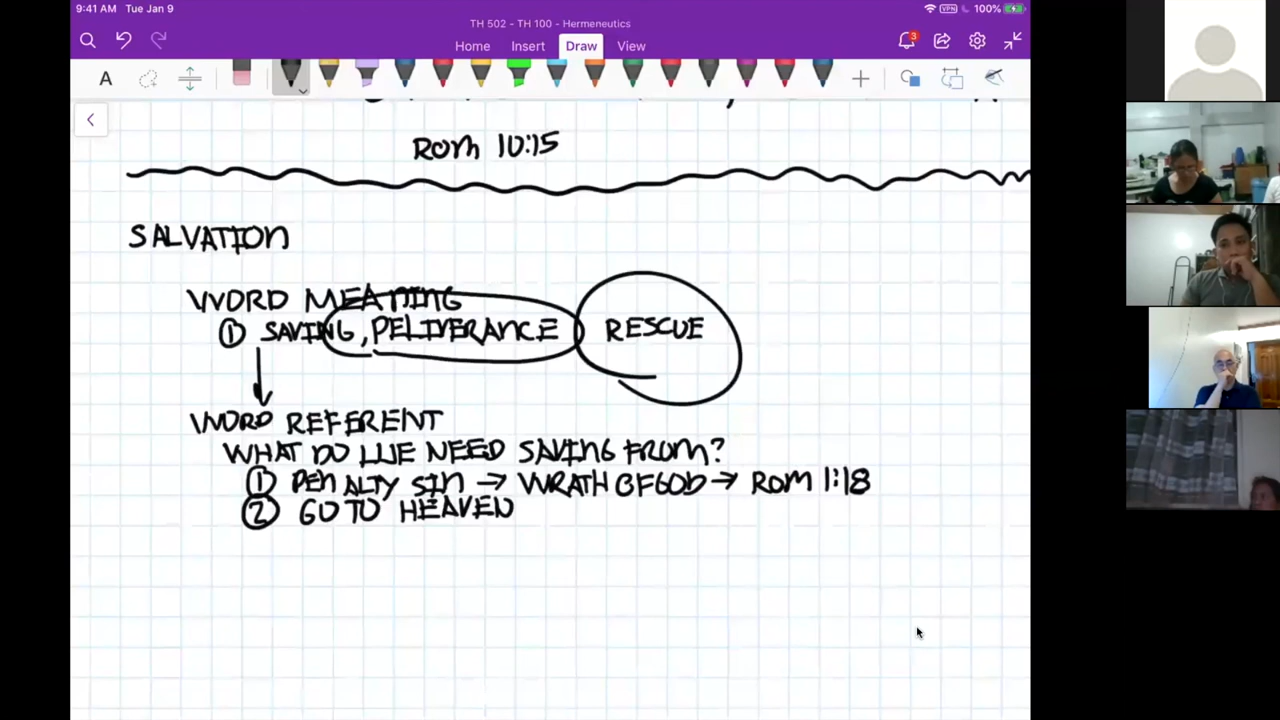 9:41 AM Tue Jan 9
VPN 100%
TH 502 - TH 100 - Hermeneutics
Home Insert Draw View
3
A
Rom 10:15
SALVATION
WORD MEANING
① SAVING, DELIVERANCE RESCUE
WORD REFERENT
WHAT DO WE NEED SAVING FROM?
① PENALTY SIN → WRATH OF GOD → ROM 1:18
② GO TO HEAVEN